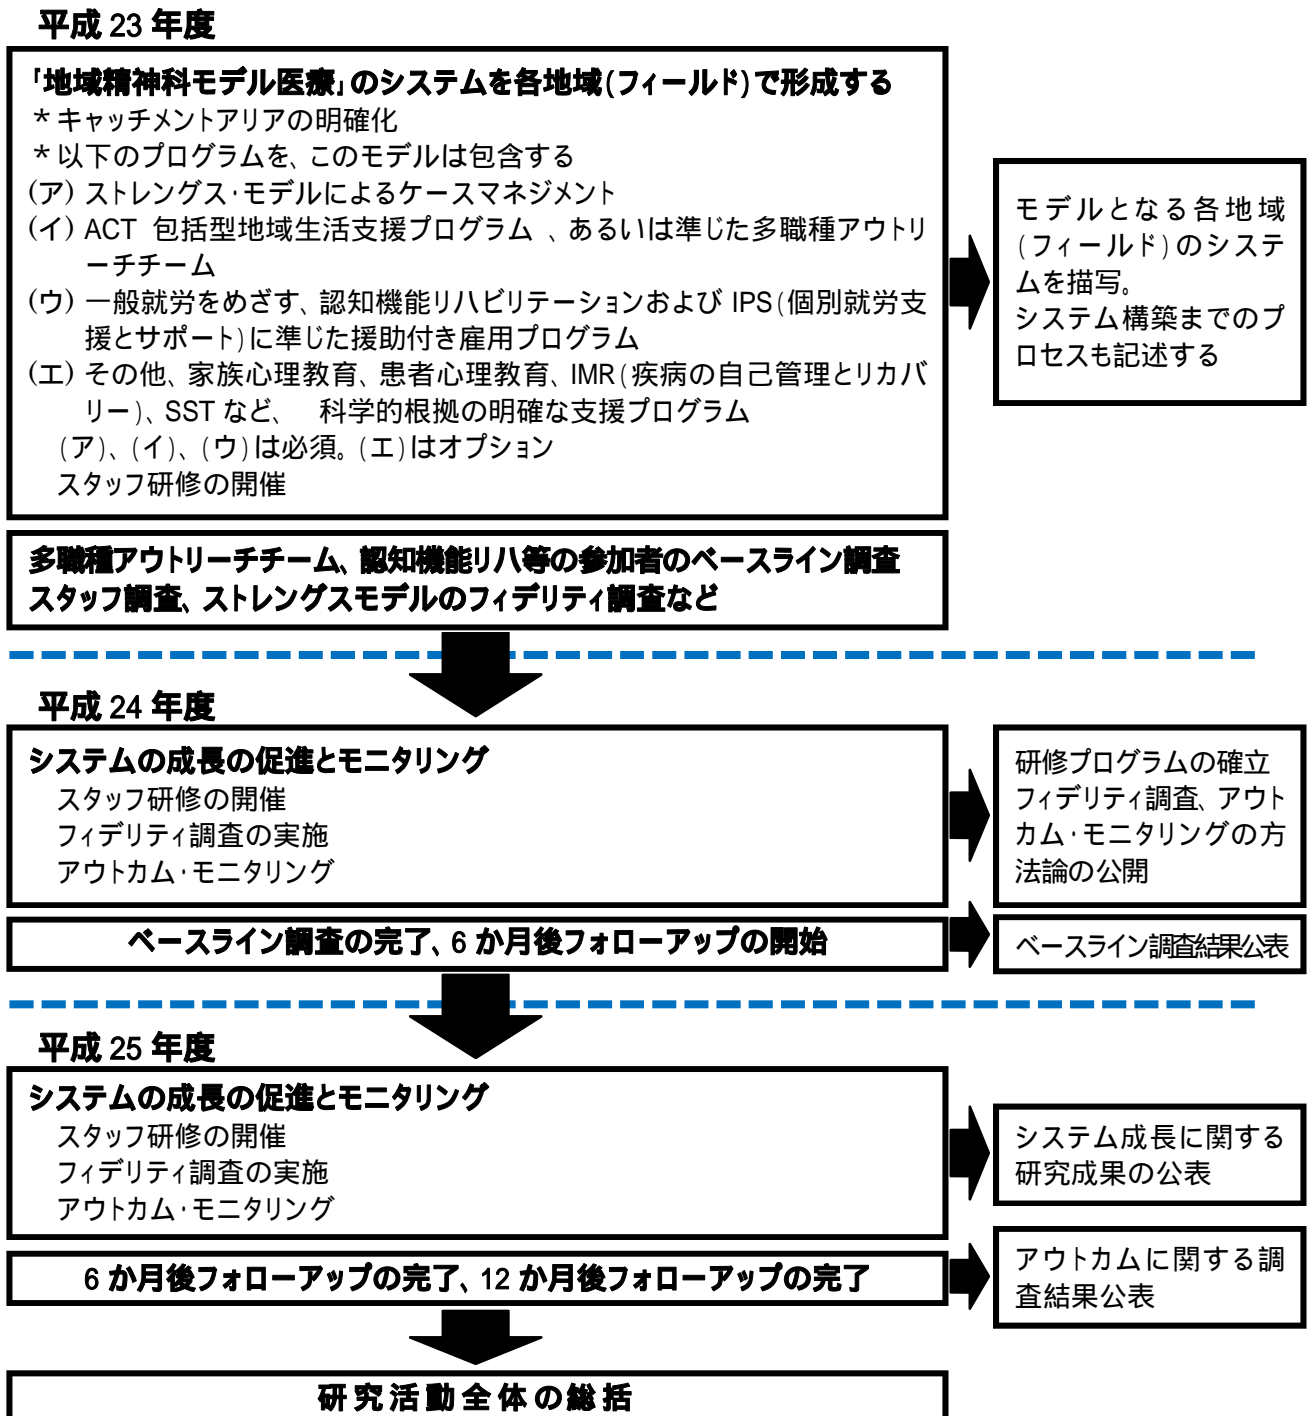 平成 23 年度
「地域精神科モデル医療」のシステムを各地域(フィールド)で形成する
＊キャッチメントアリアの明確化
＊以下のプログラムを、このモデルは包含する
(ア) ストレングス・モデルによるケースマネジメント
(イ) ACT 包括型地域生活支援プログラム 、あるいは準じた多職種アウトリ
ーチチーム
(ウ) 一般就労をめざす、認知機能リハビリテーションおよび IPS(個別就労支
援とサポート)に準じた援助付き雇用プログラム
(エ) その他、家族心理教育、患者心理教育、IMR(疾病の自己管理とリカバ
リー)、SST など、　科学的根拠の明確な支援プログラム
(ア)、(イ)、(ウ)は必須。(エ)はオプション
スタッフ研修の開催
モデルとなる各地域
(フィールド)のシステ
ムを描写。
システム構築までのプ
ロセスも記述する
多職種アウトリーチチーム、認知機能リハ等の参加者のベースライン調査
スタッフ調査、ストレングスモデルのフィデリティ調査など
平成 24 年度
システムの成長の促進とモニタリング
スタッフ研修の開催
フィデリティ調査の実施
アウトカム・モニタリング
研修プログラムの確立
フィデリティ調査、アウト
カム・モニタリングの方
法論の公開
ベースライン調査の完了、6 か月後フォローアップの開始
ベースライン調査結果公表
平成 25 年度
システムの成長の促進とモニタリング
スタッフ研修の開催
フィデリティ調査の実施
アウトカム・モニタリング
システム成長に関する
研究成果の公表
6 か月後フォローアップの完了、12 か月後フォローアップの完了
アウトカムに関する調
査結果公表
研究活動全体の総括